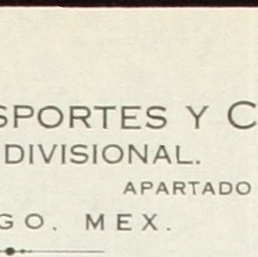 SPORTES Y C
DIVISIONAL.
APARTADO
GO. MEX.